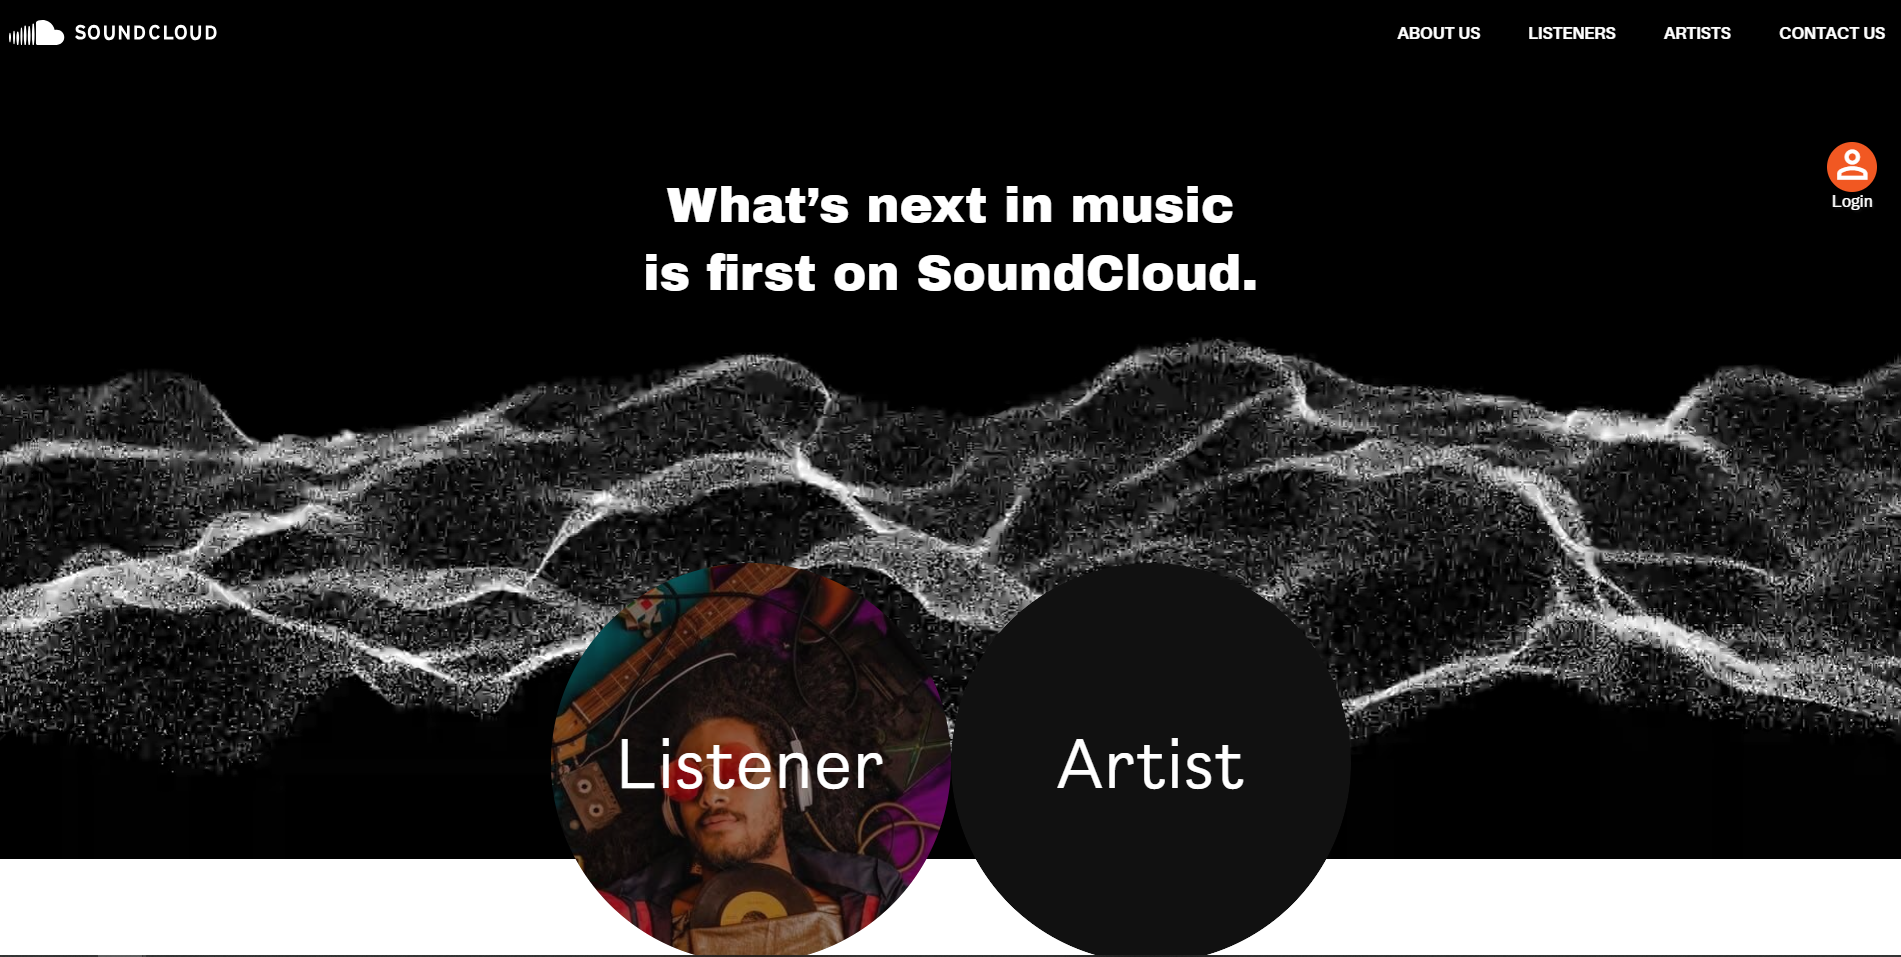 SOUNDCLOUD
ABOUT US
LISTENERS
ARTISTS
CONTACT US
Login
What’s next in music
is first on SoundCloud.
Listener
Artist